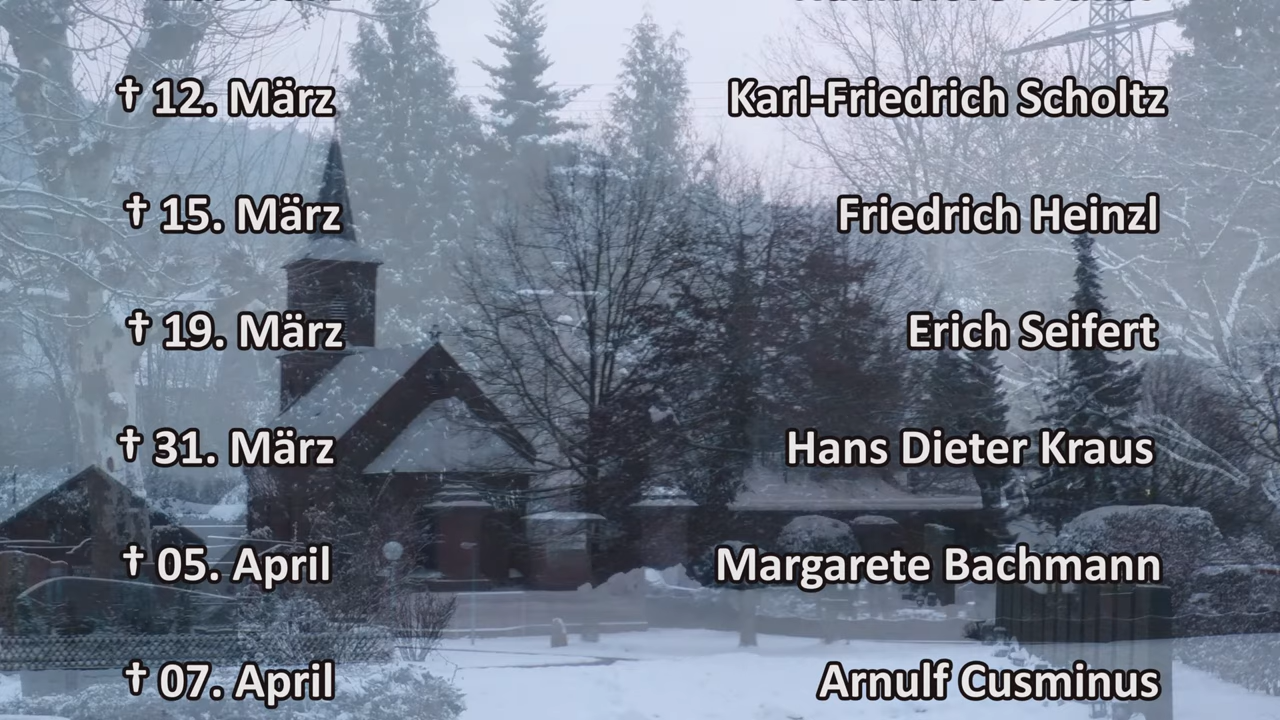 † 12. März Karl-Friedrich Scholtz
† 15. März Friedrich Heinzl
† 19. März Erich Seifert
† 31. März Hans Dieter Kraus
† 05. April Margarete Bachmann
† 07. April Arnulf Cusminus